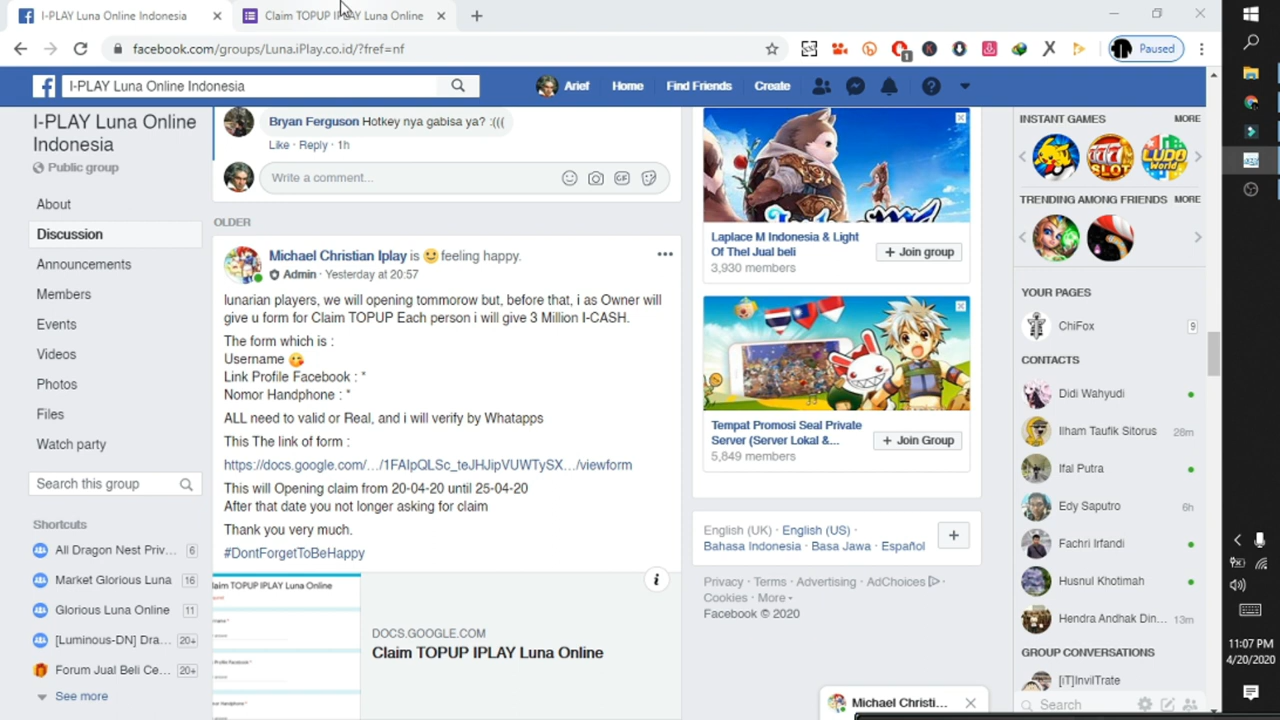 I-PLAY Luna Online Indonesia
Claim TOPUP IPLAY Luna Online
facebook.com/groups/Luna.iPlay.co.id/?fref=nf
1
Paused
I-PLAY Luna Online Indonesia
Arief
Home
Find Friends
Create
I-PLAY Luna Online
Indonesia
Public group
About
Discussion
Announcements
Members
Events
Videos
Photos
Files
Watch party
Search this group
Shortcuts
All Dragon Nest Priv... 6
Market Glorious Luna 16
Glorious Luna Online 11
[Luminous-DN] Dra... 20+
Forum Jual Beli Ce... 20+
See more
Bryan Ferguson Hotkey nya gabisa ya? :(((
Like · Reply · 1h
Write a comment...
GIF
OLDER
Michael Christian Iplay is feeling happy.
Admin · Yesterday at 20:57
lunarian players, we will opening tommorow but, before that, i as Owner will
give u form for Claim TOPUP Each person i will give 3 Million I-CASH.
The form which is :
Username
Link Profile Facebook : *
Nomor Handphone : *
ALL need to valid or Real, and i will verify by Whatapps
This The link of form :
https://docs.google.com/…/1FAIpQLSc_teJHJipVUWTySX…/viewform
This will Opening claim from 20-04-20 until 25-04-20
After that date you not longer asking for claim
Thank you very much.
#DontForgetToBeHappy
laim TOPUP IPLAY Luna Online
DOCS.GOOGLE.COM
Claim TOPUP IPLAY Luna Online
Laplace M Indonesia & Light
Of Thel Jual beli
3,930 members
+ Join group
Tempat Promosi Seal Private
Server (Server Lokal &...
5,849 members
+ Join Group
English (UK) · English (US) ·
Bahasa Indonesia · Basa Jawa · Español
Privacy · Terms · Advertising · AdChoices ·
Cookies · More
Facebook © 2020
INSTANT GAMES
MORE
777
SLOT
LUDO
World
TRENDING AMONG FRIENDS
MORE
YOUR PAGES
ChiFox 9
CONTACTS
Didi Wahyudi
Ilham Taufik Sitorus 28m
Ifal Putra
Edy Saputro 6h
Fachri Irfandi
Husnul Khotimah
Hendra Andhak Din... 13m
GROUP CONVERSATIONS
[iT]InvilTrate
Search
Michael Christi...
11:07 PM
4/20/2020